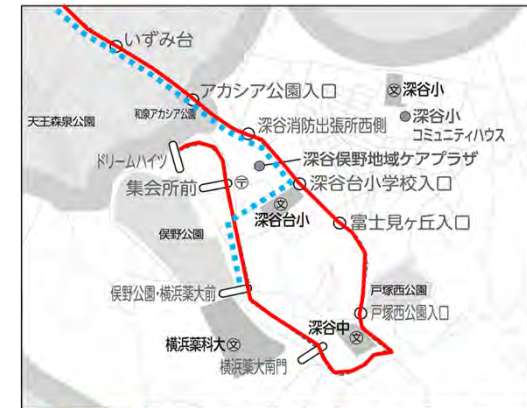 いずみ台
アカシア公園入口
深谷小
天王森泉公園
和泉アカシア公園
深谷小
コミュニティハウス
深谷消防出張所西側
ドリームハイツ
深谷俣野地域ケアプラザ
集会所前
〒
深谷台小学校入口
深谷台小
富士見ヶ丘入口
俣野公園
俣野公園・横浜薬大前
戸塚西公園
戸塚西公園入口
深谷中
横浜薬科大
横浜薬大南門